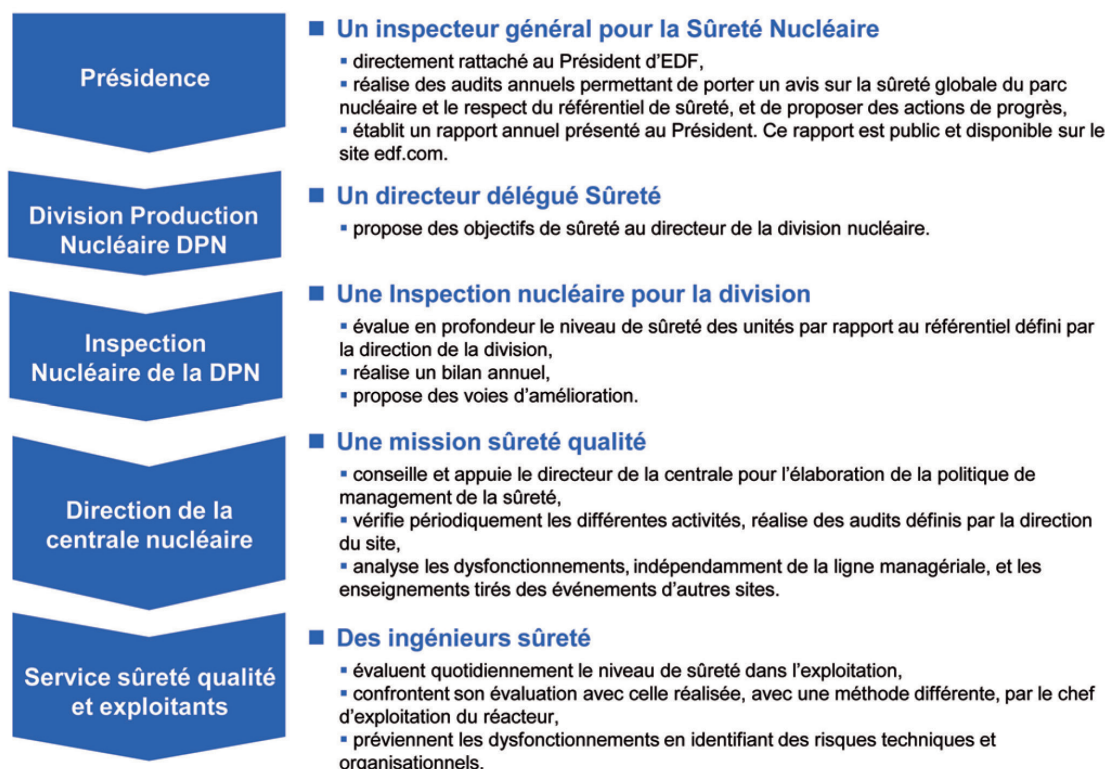 Présidence
■ Un inspecteur général pour la Sûreté Nucléaire
▪ directement rattaché au Président d’EDF,
▪ réalise des audits annuels permettant de porter un avis sur la sûreté globale du parc
nucléaire et le respect du référentiel de sûreté, et de proposer des actions de progrès,
▪ établit un rapport annuel présenté au Président. Ce rapport est public et disponible sur le
site edf.com.
Division Production
Nucléaire DPN
■ Un directeur délégué Sûreté
▪ propose des objectifs de sûreté au directeur de la division nucléaire.
Inspection
Nucléaire de la DPN
■ Une Inspection nucléaire pour la division
▪ évalue en profondeur le niveau de sûreté des unités par rapport au référentiel défini par
la direction de la division,
▪ réalise un bilan annuel,
▪ propose des voies d’amélioration.
Direction de la
centrale nucléaire
■ Une mission sûreté qualité
▪ conseille et appuie le directeur de la centrale pour l’élaboration de la politique de
management de la sûreté,
▪ vérifie périodiquement les différentes activités, réalise des audits définis par la direction
du site,
▪ analyse les dysfonctionnements, indépendamment de la ligne managériale, et les
enseignements tirés des événements d’autres sites.
Service sûreté qualité
et exploitants
■ Des ingénieurs sûreté
▪ évaluent quotidiennement le niveau de sûreté dans l’exploitation,
▪ confrontent son évaluation avec celle réalisée, avec une méthode différente, par le chef
d’exploitation du réacteur,
▪ préviennent les dysfonctionnements en identifiant des risques techniques et
organisationnels.